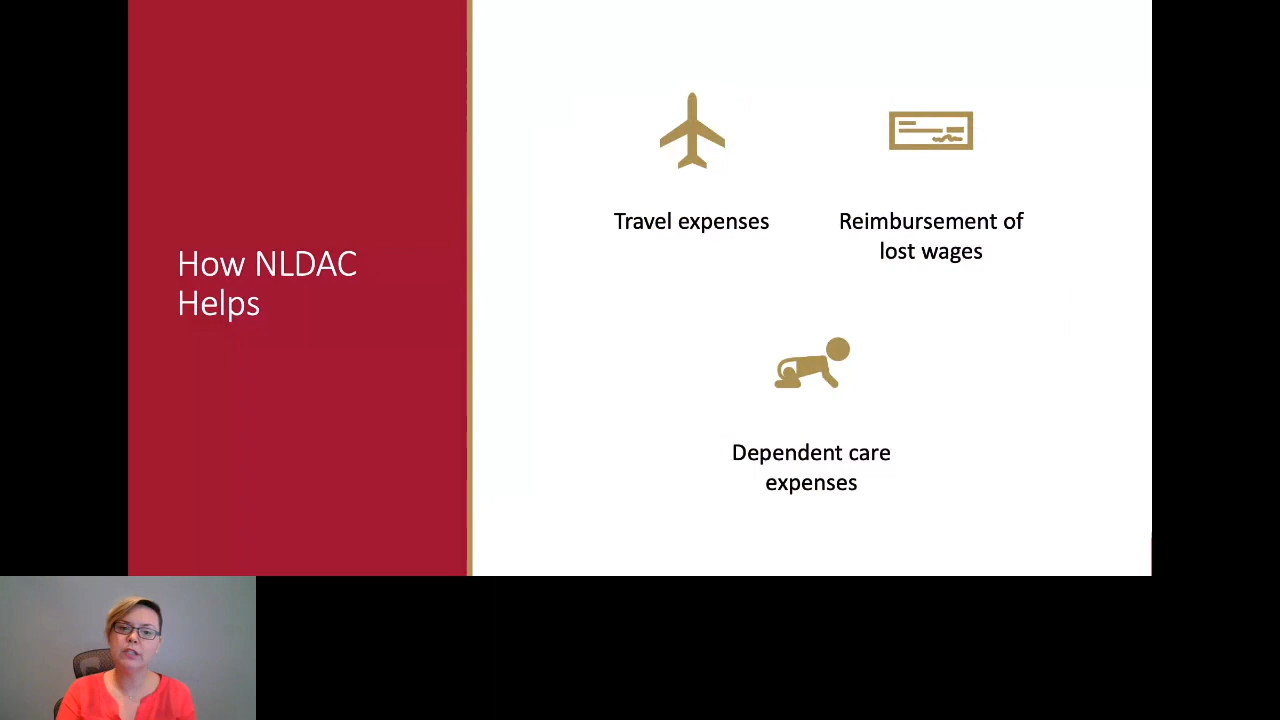 How NLDAC
Helps
Travel expenses
Reimbursement of
lost wages
Dependent care
expenses